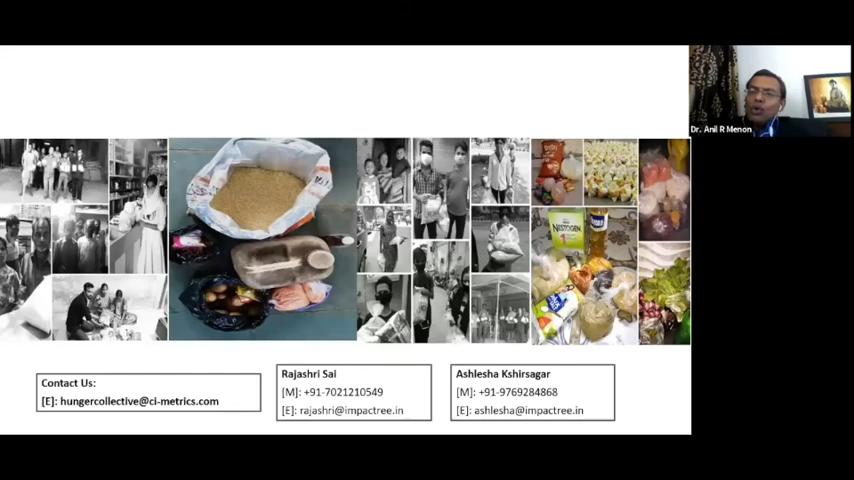 Dr. Anil R Menon
NESTOGEN
1
Contact Us:
[E]: hungercollective@ci-metrics.com
Rajashri Sai
[M]: +91-7021210549
[E]: rajashri@impactree.in
Ashlesha Kshirsagar
[M]: +91-9769284868
[E]: ashlesha@impactree.in